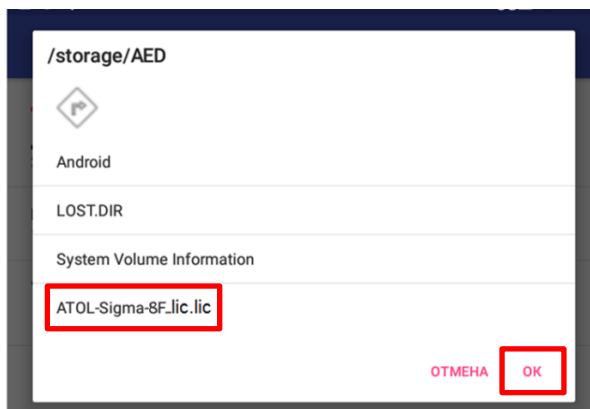 /storage/AED
Android
LOST.DIR
System Volume Information
ATOL-Sigma-8F_lic.lic
ОТМЕНА ОК